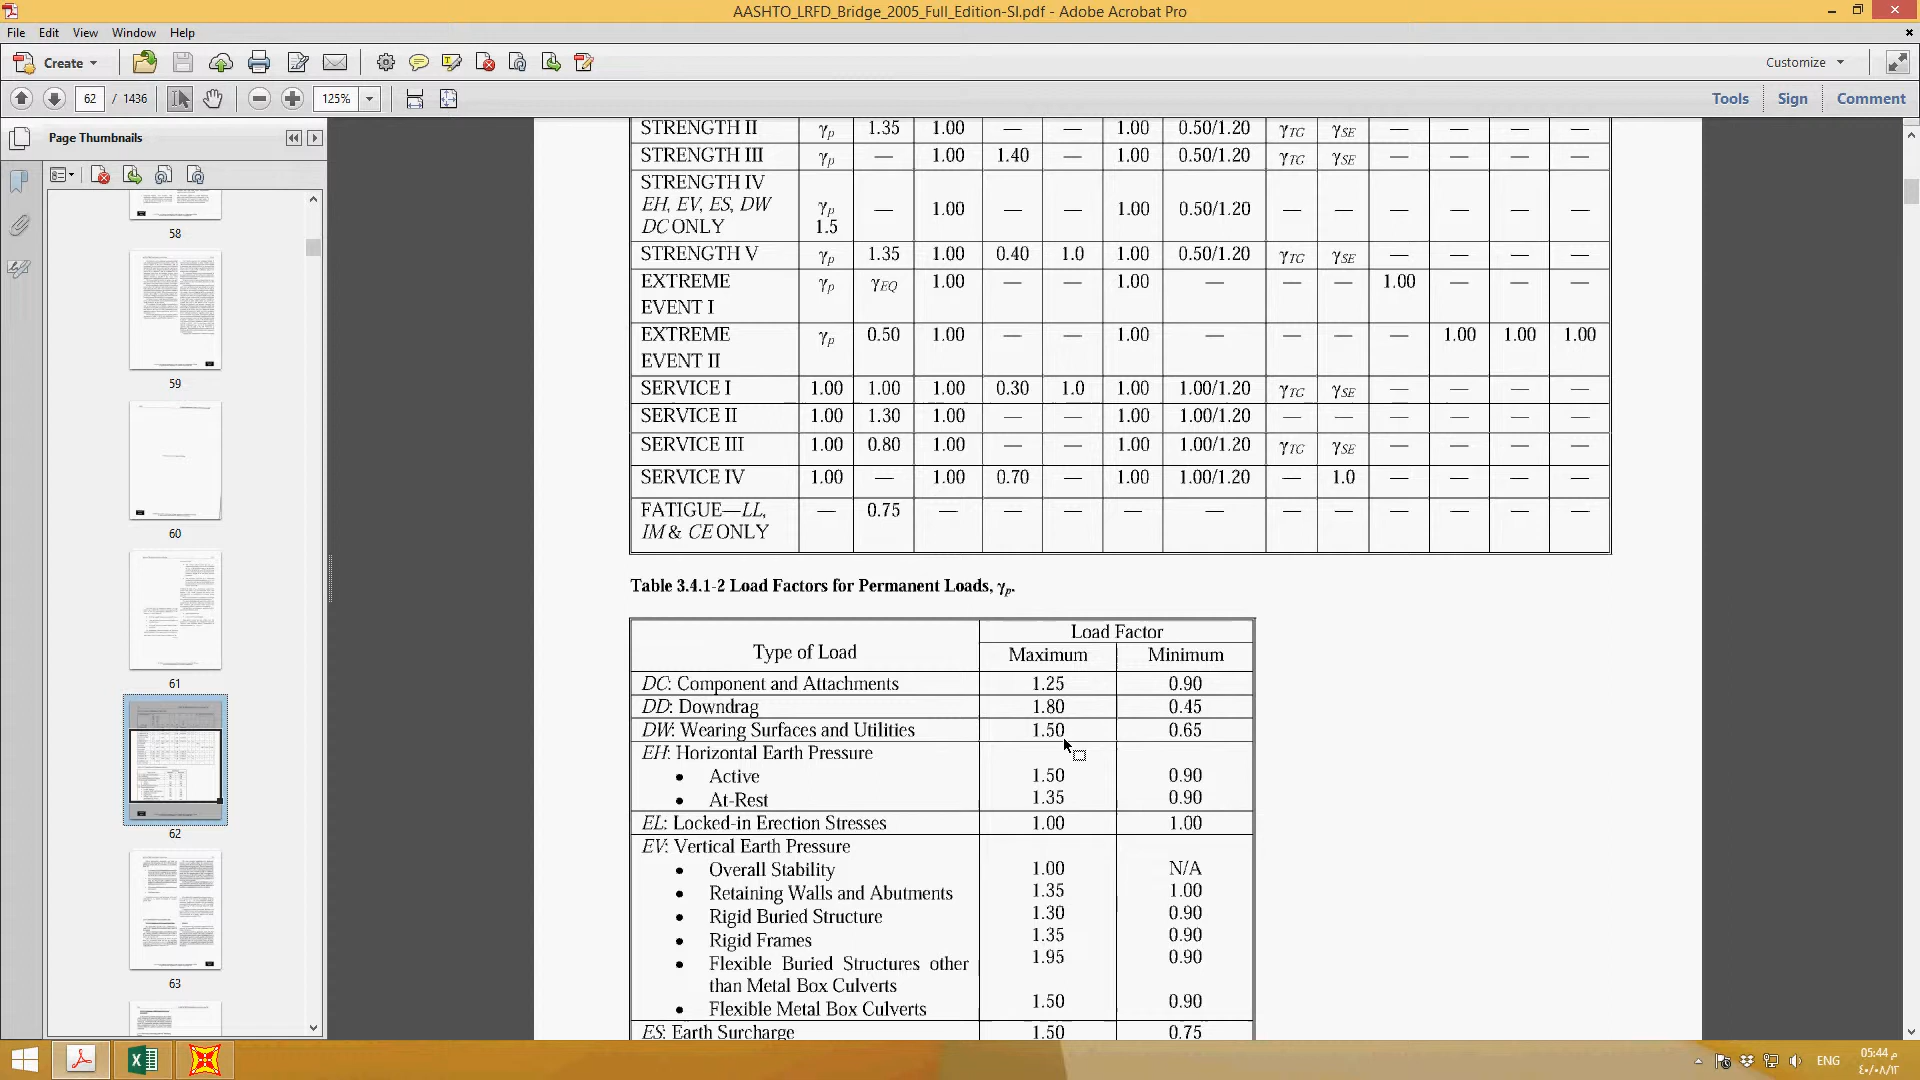 AASHTO_LRFD_Bridge_2005_Full_Edition-SI.pdf - Adobe Acrobat Pro
File Edit View Window Help
Create
Customize
62 / 1436 125% Tools Sign Comment
Page Thumbnails
58
59
60
61
62
63
STRENGTH II γp 1.35 1.00 — — 1.00 0.50/1.20 γTG γSE — — — —
STRENGTH III γp — 1.00 1.40 — 1.00 0.50/1.20 γTG γSE — — — —
STRENGTH IV
EH, EV, ES, DW γp — 1.00 — — 1.00 0.50/1.20 — — — — — —
DC ONLY 1.5
STRENGTH V γp 1.35 1.00 0.40 1.0 1.00 0.50/1.20 γTG γSE — — — —
EXTREME γp γEQ 1.00 — — 1.00 — — — 1.00 — — —
EVENT I
EXTREME γp 0.50 1.00 — — 1.00 — — — — 1.00 1.00 1.00
EVENT II
SERVICE I 1.00 1.00 1.00 0.30 1.0 1.00 1.00/1.20 γTG γSE — — — —
SERVICE II 1.00 1.30 1.00 — — 1.00 1.00/1.20 — — — — — —
SERVICE III 1.00 0.80 1.00 — — 1.00 1.00/1.20 γTG γSE — — — —
SERVICE IV 1.00 — 1.00 0.70 — 1.00 1.00/1.20 — 1.0 — — — —
FATIGUE—LL, — 0.75 — — — — — — — — — — —
IM & CE ONLY
Table 3.4.1-2 Load Factors for Permanent Loads, γp.
Load Factor
Type of Load Maximum Minimum
DC: Component and Attachments 1.25 0.90
DD: Downdrag 1.80 0.45
DW: Wearing Surfaces and Utilities 1.50 0.65
EH: Horizontal Earth Pressure
• Active 1.50 0.90
• At-Rest 1.35 0.90
EL: Locked-in Erection Stresses 1.00 1.00
EV: Vertical Earth Pressure
• Overall Stability 1.00 N/A
• Retaining Walls and Abutments 1.35 1.00
• Rigid Buried Structure 1.30 0.90
• Rigid Frames 1.35 0.90
• Flexible Buried Structures other 1.95 0.90
than Metal Box Culverts
• Flexible Metal Box Culverts 1.50 0.90
ES: Earth Surcharge 1.50 0.75
ENG
05:44 م
٤٠/٠٨/١٢